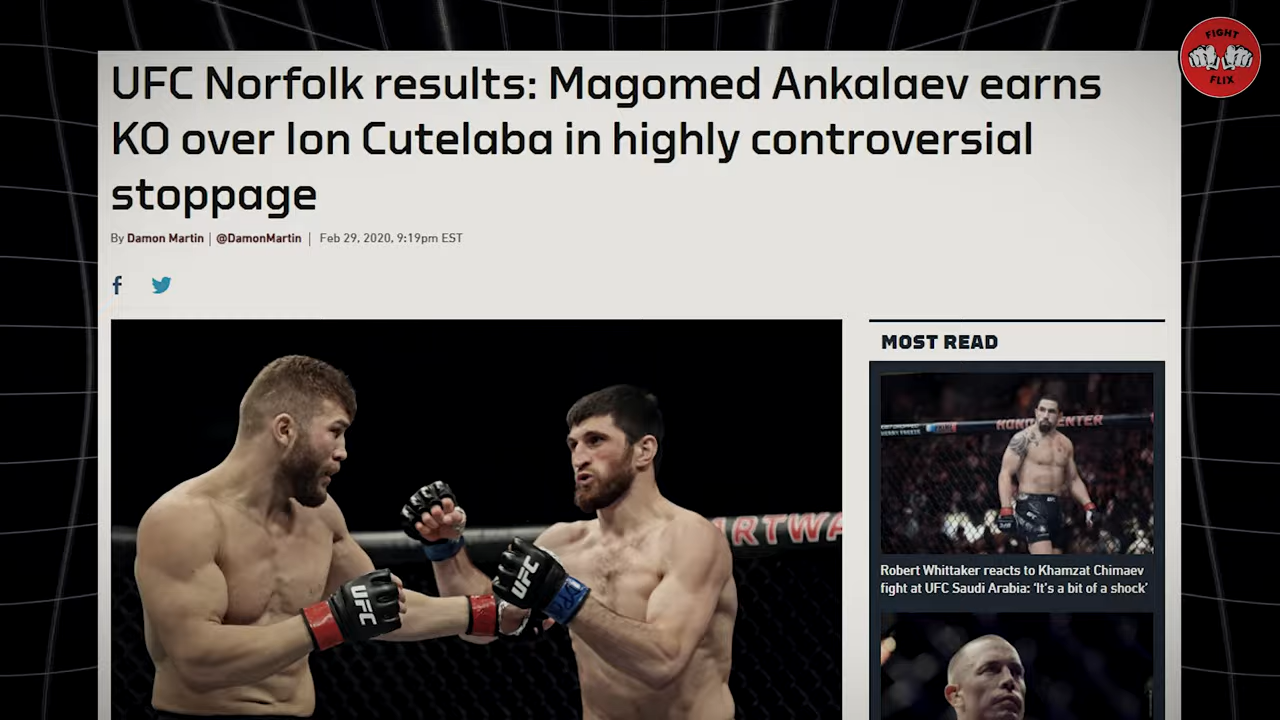 FIGHT
FLIX
UFC Norfolk results: Magomed Ankalaev earns
KO over Ion Cutelaba in highly controversial
stoppage
By Damon Martin | @DamonMartin | Feb 29, 2020, 9:19pm EST
f
MOST READ
Robert Whittaker reacts to Khamzat Chimaev
fight at UFC Saudi Arabia: ‘It's a bit of a shock’
UFC
UFC